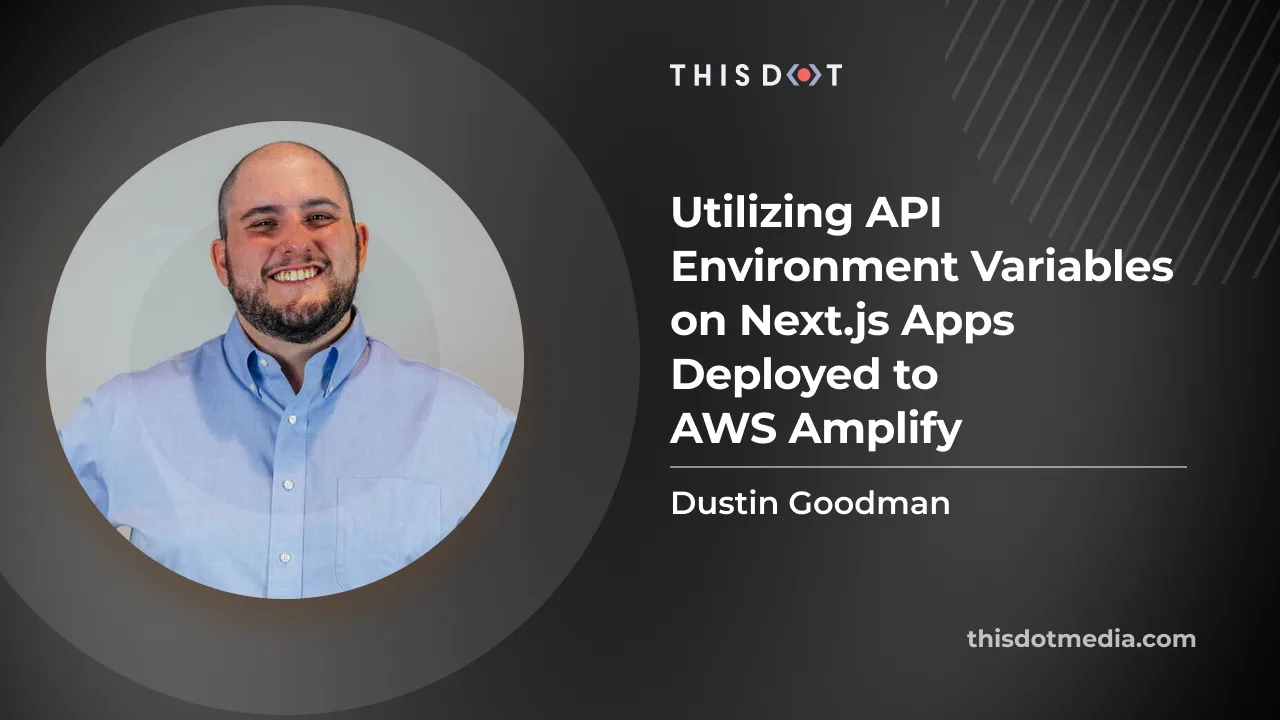 THIS DOT
Utilizing API
Environment Variables
on Next.js Apps
Deployed to
AWS Amplify
Dustin Goodman
thisdotmedia.com